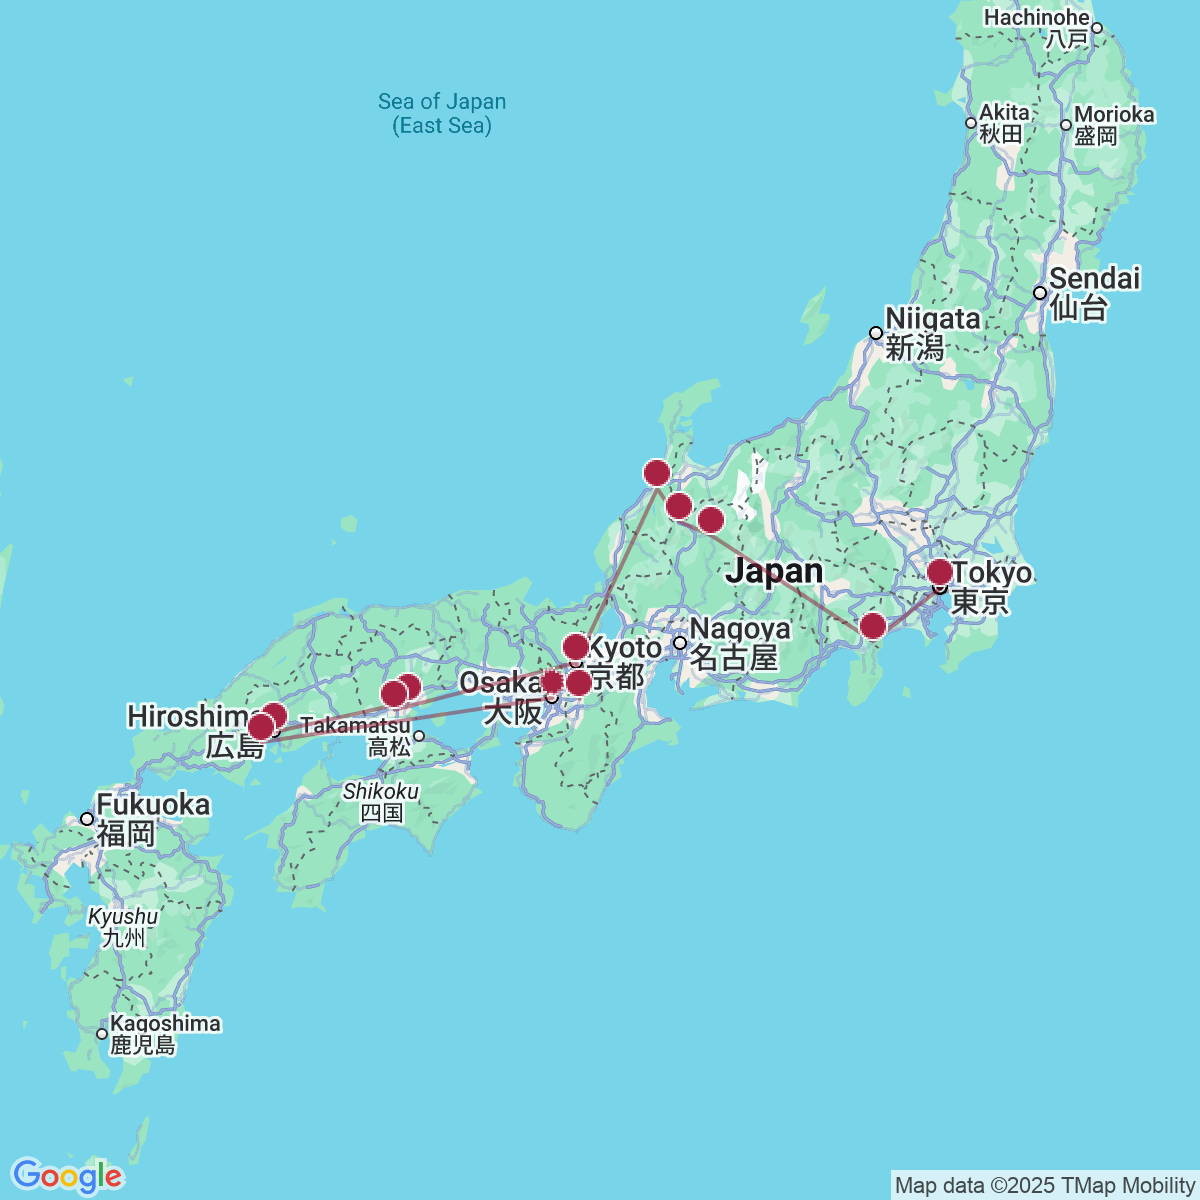 Hachinohe
八戸
Sea of Japan
(East Sea)
Akita
秋田
Morioka
盛岡
Sendai
仙台
Niigata
新潟
Japan
Tokyo
東京
Nagoya
名古屋
Kyoto
京都
Osaka
大阪
Hiroshima
広島
Takamatsu
高松
Shikoku
四国
Fukuoka
福岡
Kyushu
九州
Kagoshima
鹿児島
Google
Map data ©2025 TMap Mobility